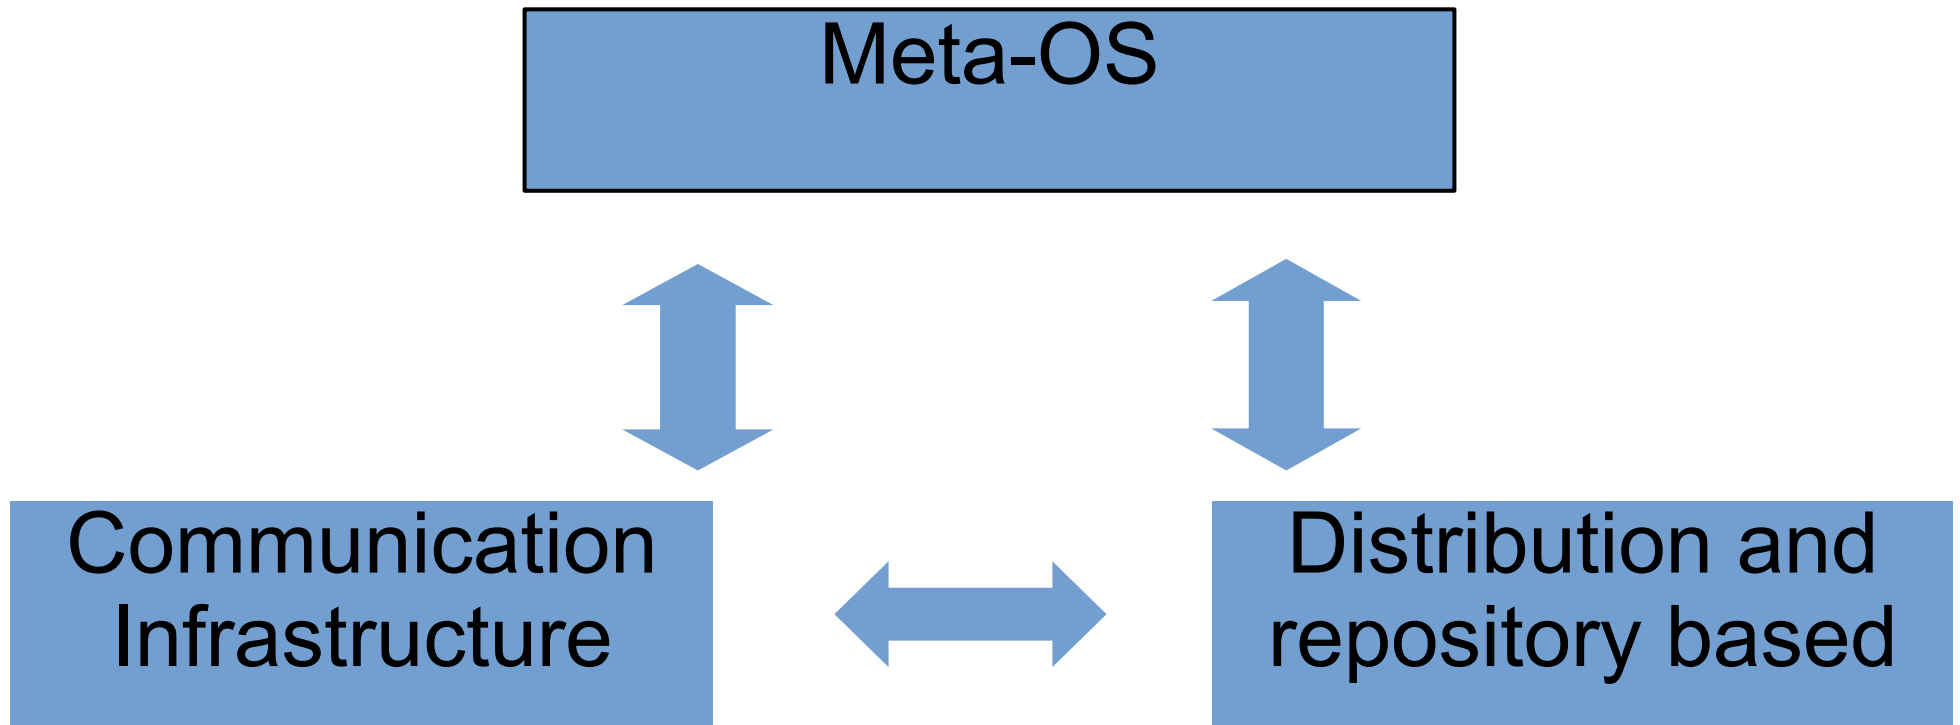 Meta-OS
Communication
Infrastructure
Distribution and
repository based